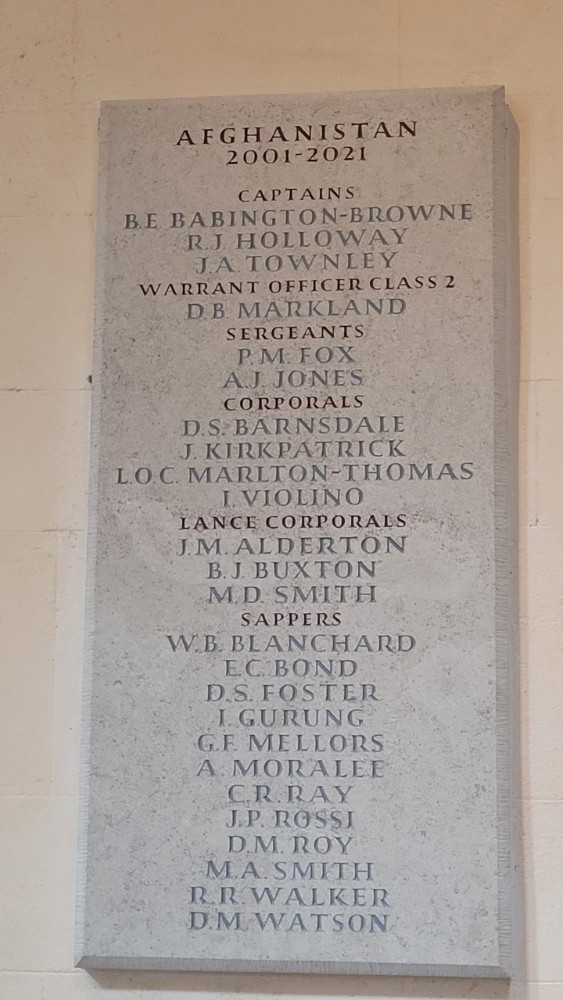 AFGHANISTAN
2001-2021
CAPTAINS
B.E. BABINGTON-BROWNE
R.J. HOLLOWAY
J.A. TOWNLEY
WARRANT OFFICER CLASS 2
D.B. MARKLAND
SERGEANTS
P.M. FOX
A.J. JONES
CORPORALS
D.S. BARNSDALE
J. KIRKPATRICK
L.O.C. MARLTON-THOMAS
I. VIOLINO
LANCE CORPORALS
J.M. ALDERTON
B.J. BUXTON
M.D. SMITH
SAPPERS
W.B. BLANCHARD
E.C. BOND
D.S. FOSTER
I. GURUNG
G.F. MELLORS
A. MORALEE
C.R. RAY
J.P. ROSSI
D.M. ROY
M.A. SMITH
R.R. WALKER
D.M. WATSON